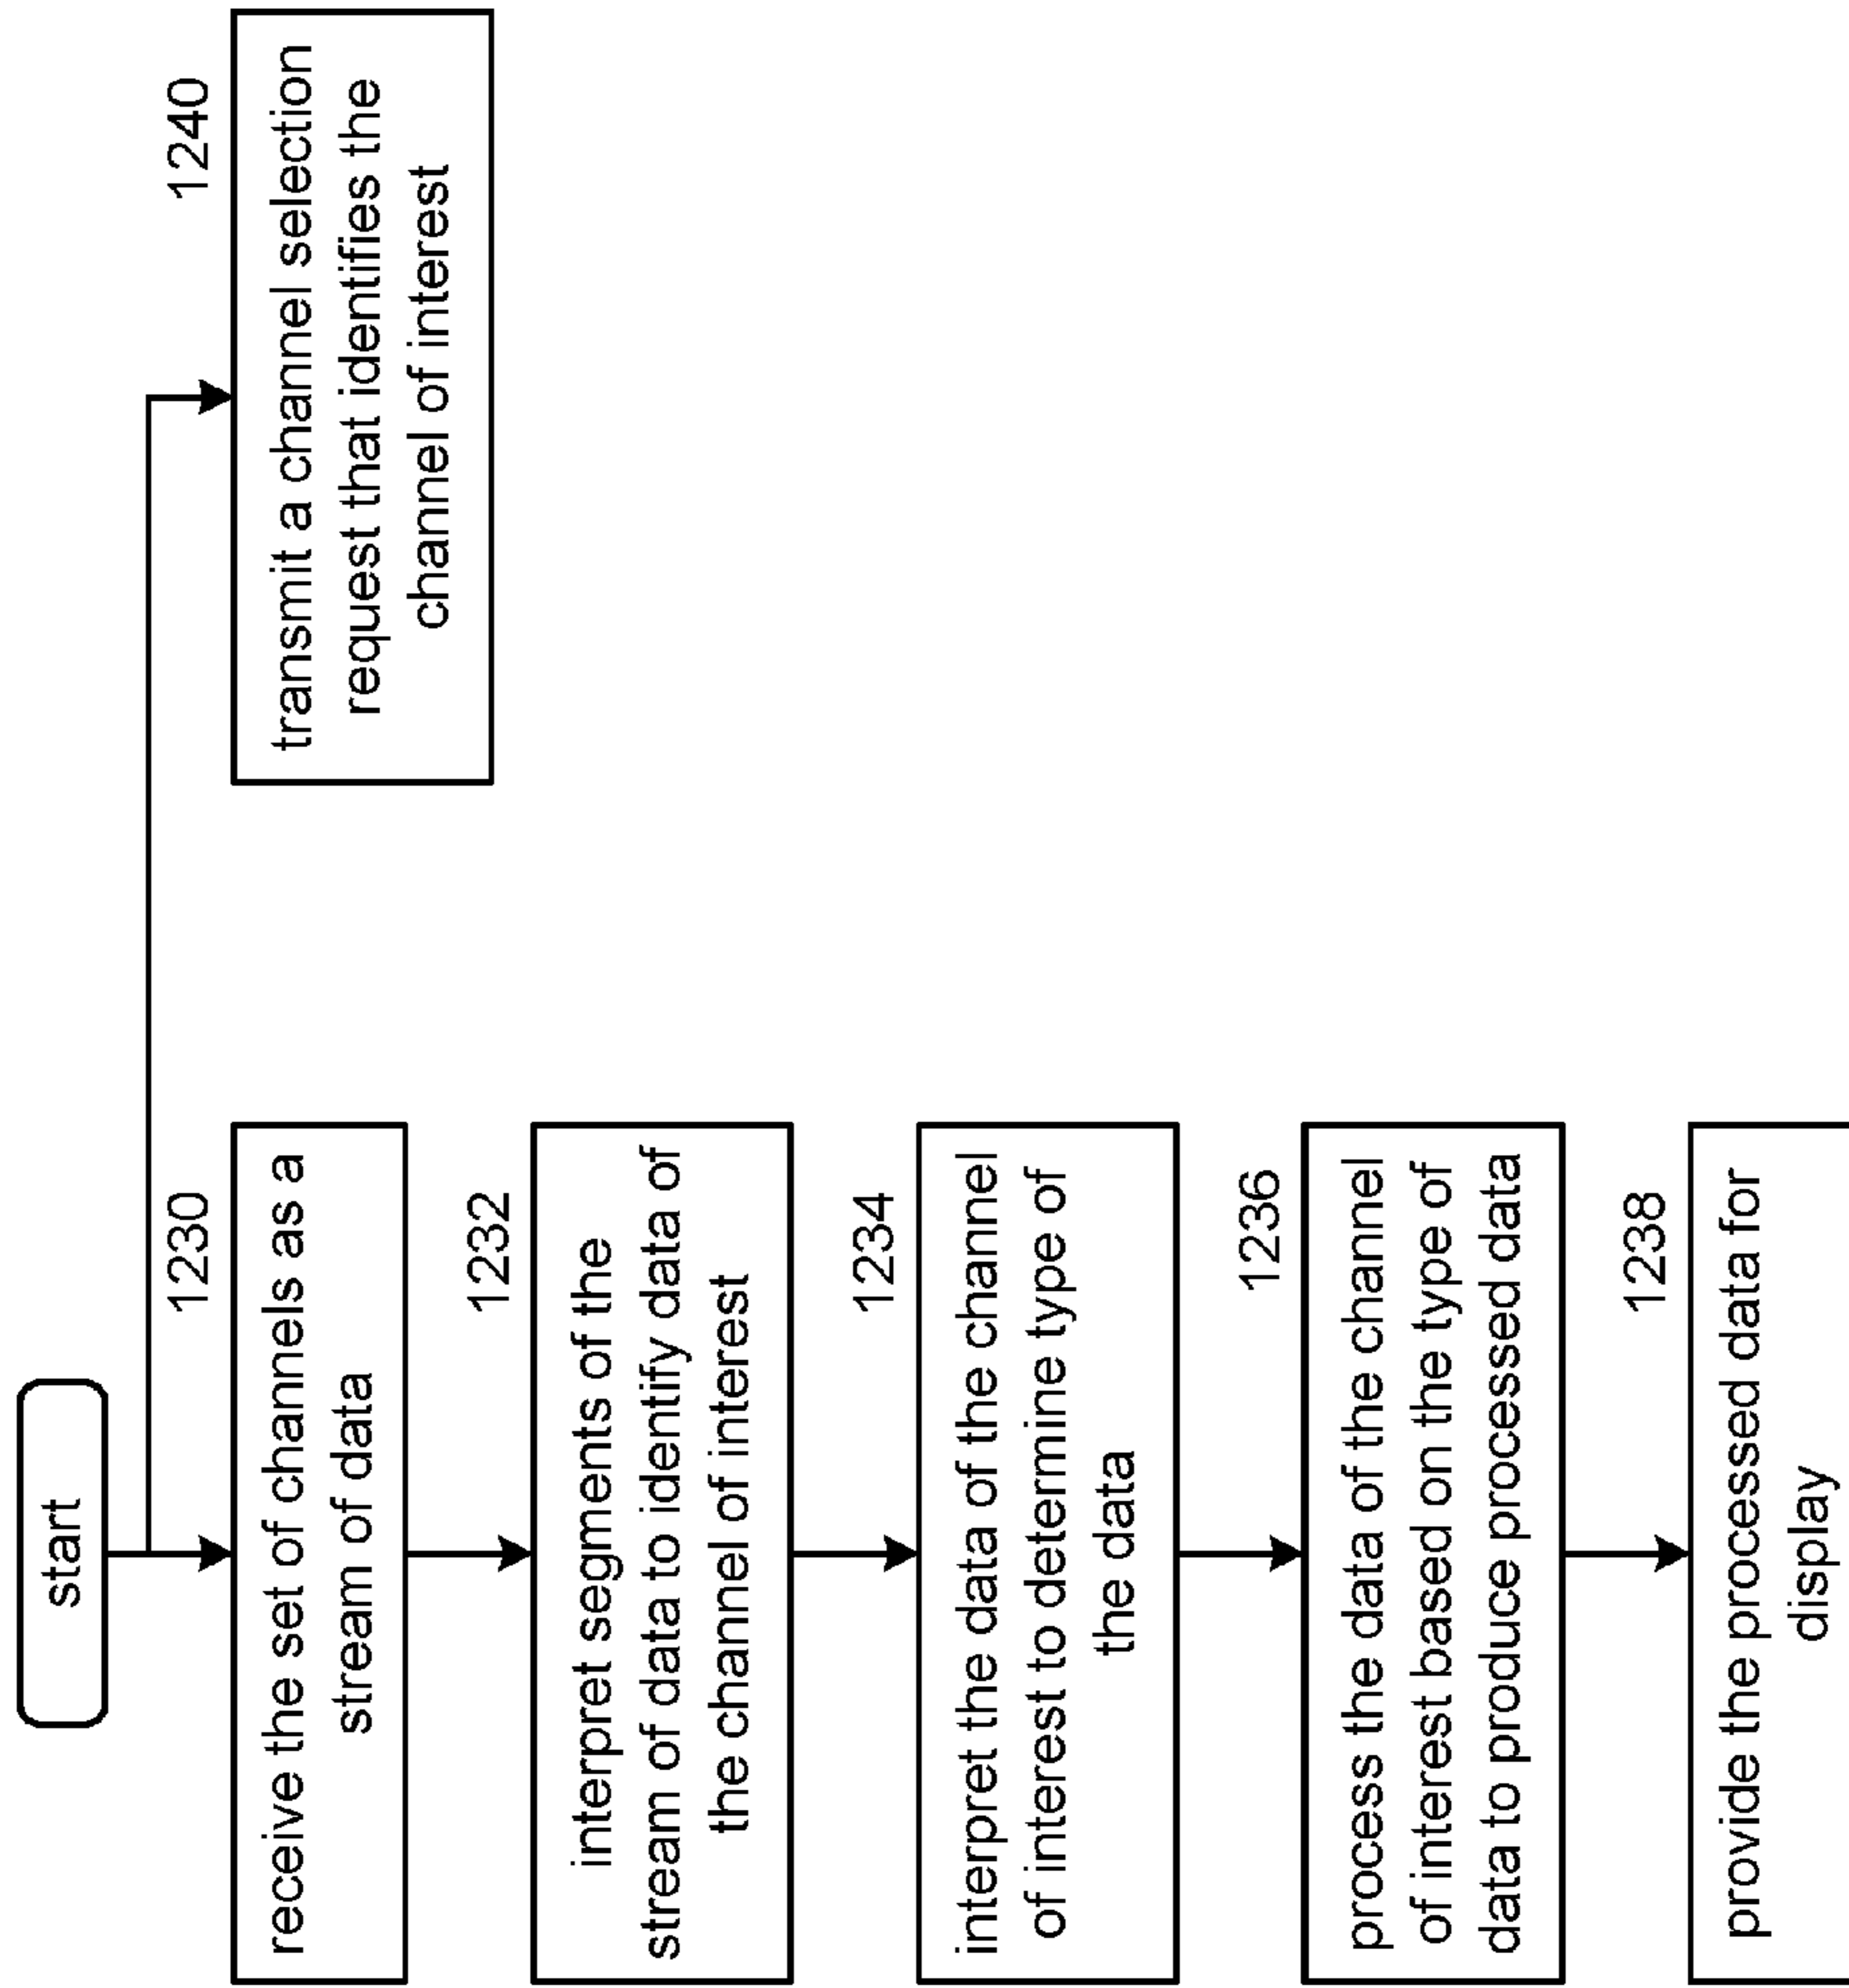 start
1230
receive the set of channels as a
stream of data
1232
interpret segments of the
stream of data to identify data of
the channel of interest
1234
interpret the data of the channel
of interest to determine type of
the data
1236
process the data of the channel
of interest based on the type of
data to produce processed data
1238
provide the processed data for
display
1240
transmit a channel selection
request that identifies the
channel of interest